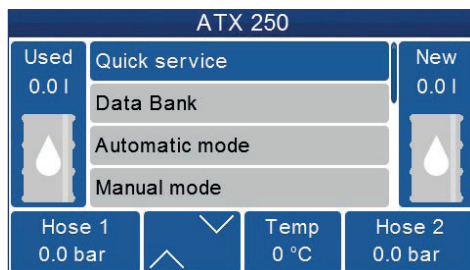 ATX 250
Used
0.0 l
Quick service
Data Bank
Automatic mode
Manual mode
New
0.0 l
Hose 1
0.0 bar
Temp
0 °C
Hose 2
0.0 bar